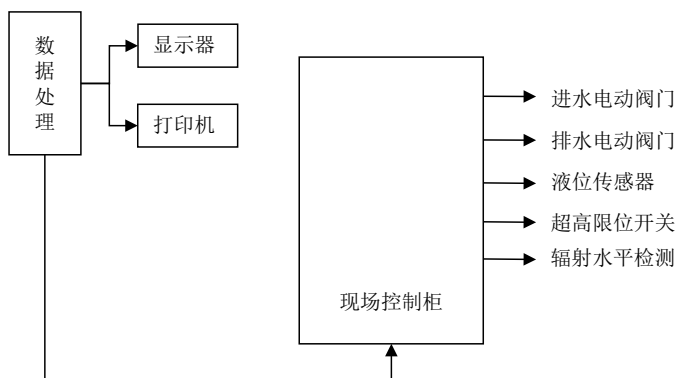 数据处理
显示器
打印机
进水电动阀门
排水电动阀门
液位传感器
超高限位开关
辐射水平检测
现场控制柜